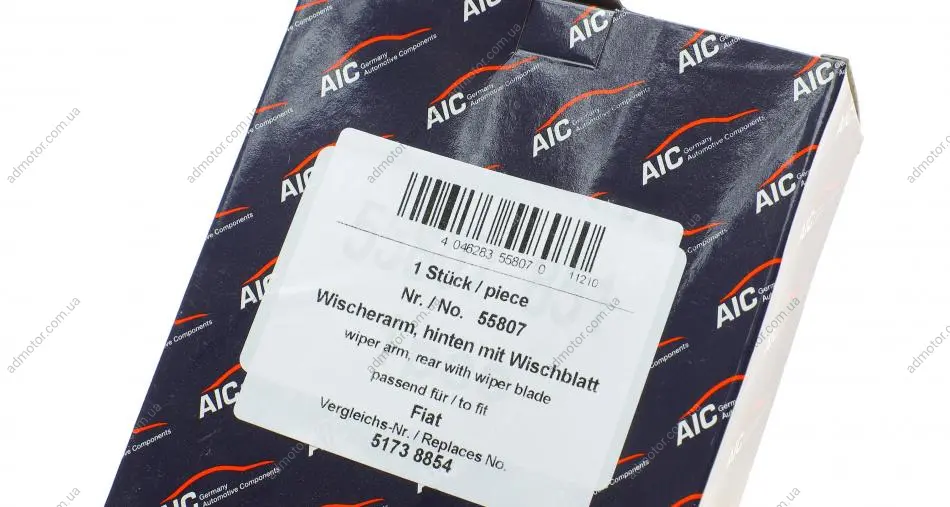 AIC Germany Automotive Components
4 046283 55807 0 11210
1 Stück / piece
Nr. / No. 55807
Wischerarm, hinten mit Wischblatt
wiper arm, rear with wiper blade
passend für / to fit
Fiat
Vergleichs-Nr. / Replaces No.
5173 8854
admotor.com.ua